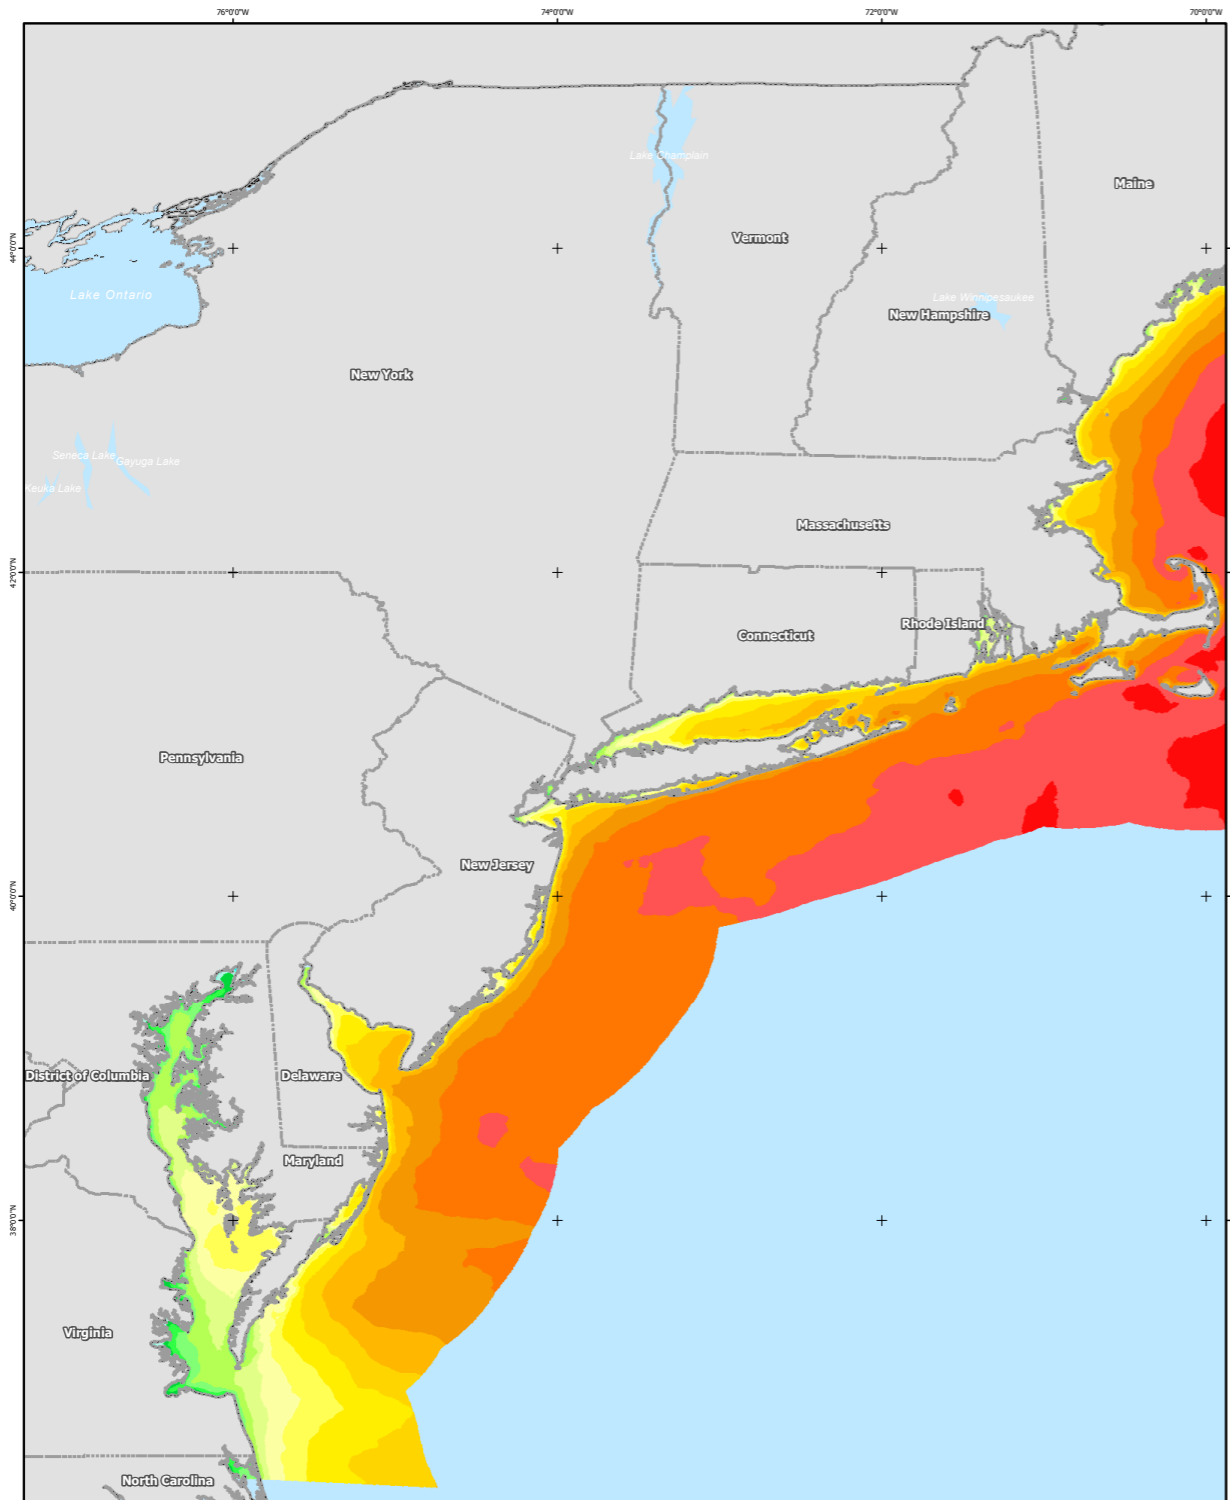 76°0'0"W
74°0'0"W
72°0'0"W
70°0'0"W
Lake Champlain
Maine
Vermont
44°0'0"N
Lake Ontario
Lake Winnipesaukee
New Hampshire
New York
Seneca Lake
Cayuga Lake
Keuka Lake
Massachusetts
42°0'0"N
Rhode Island
Connecticut
Pennsylvania
New Jersey
40°0'0"N
District of Columbia
Delaware
Maryland
38°0'0"N
Virginia
North Carolina